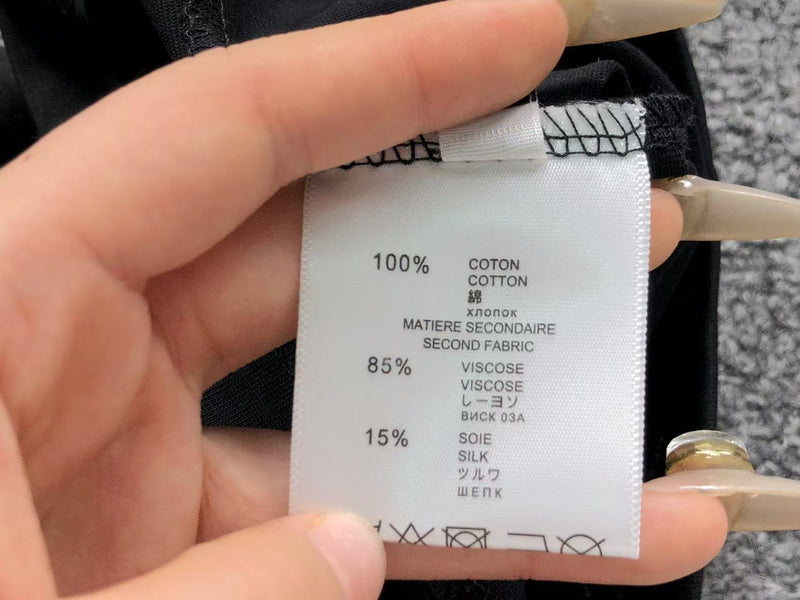 100% COTON
COTTON
綿
хлопок
MATIERE SECONDAIRE
SECOND FABRIC
85% VISCOSE
VISCOSE
しーヨソ
ВИСК 03А
15% SOIE
SILK
ツルワ
ШЕПК